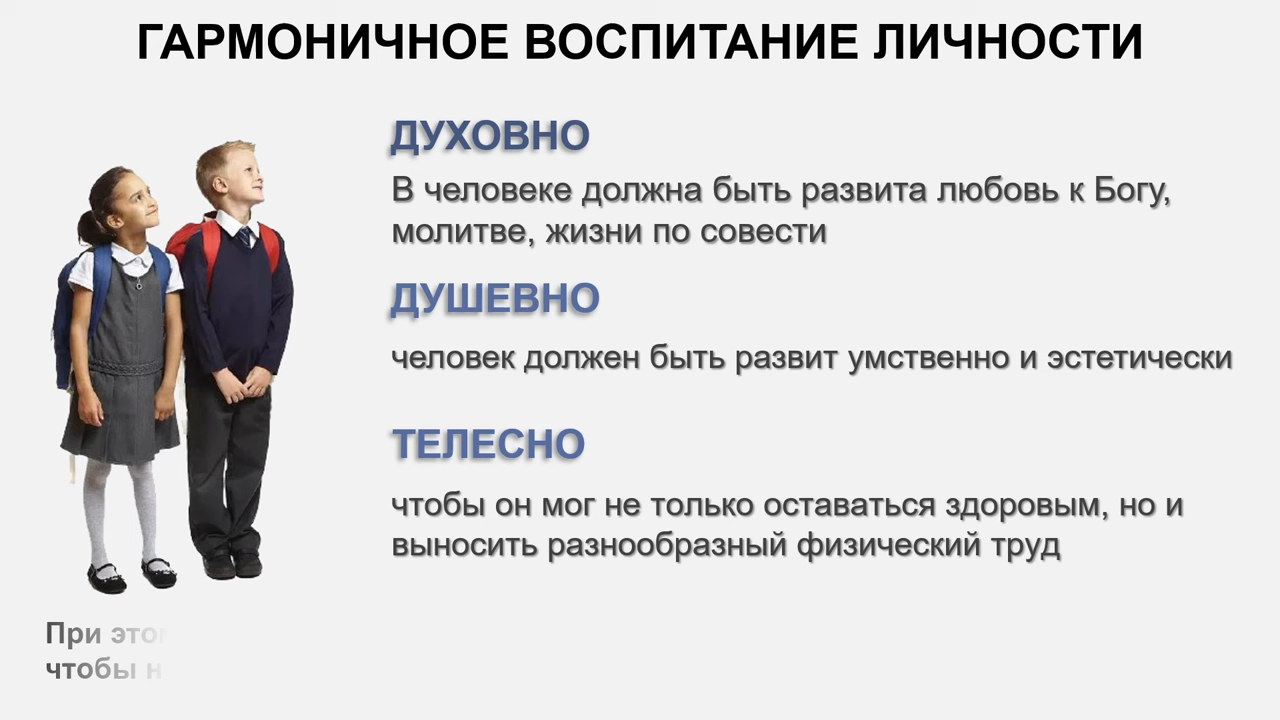 ГАРМОНИЧНОЕ ВОСПИТАНИЕ ЛИЧНОСТИ
ДУХОВНО
В человеке должна быть развита любовь к Богу,
молитве, жизни по совести
ДУШЕВНО
человек должен быть развит умственно и эстетически
ТЕЛЕСНО
чтобы он мог не только оставаться здоровым, но и
выносить разнообразный физический труд
При
чтобы